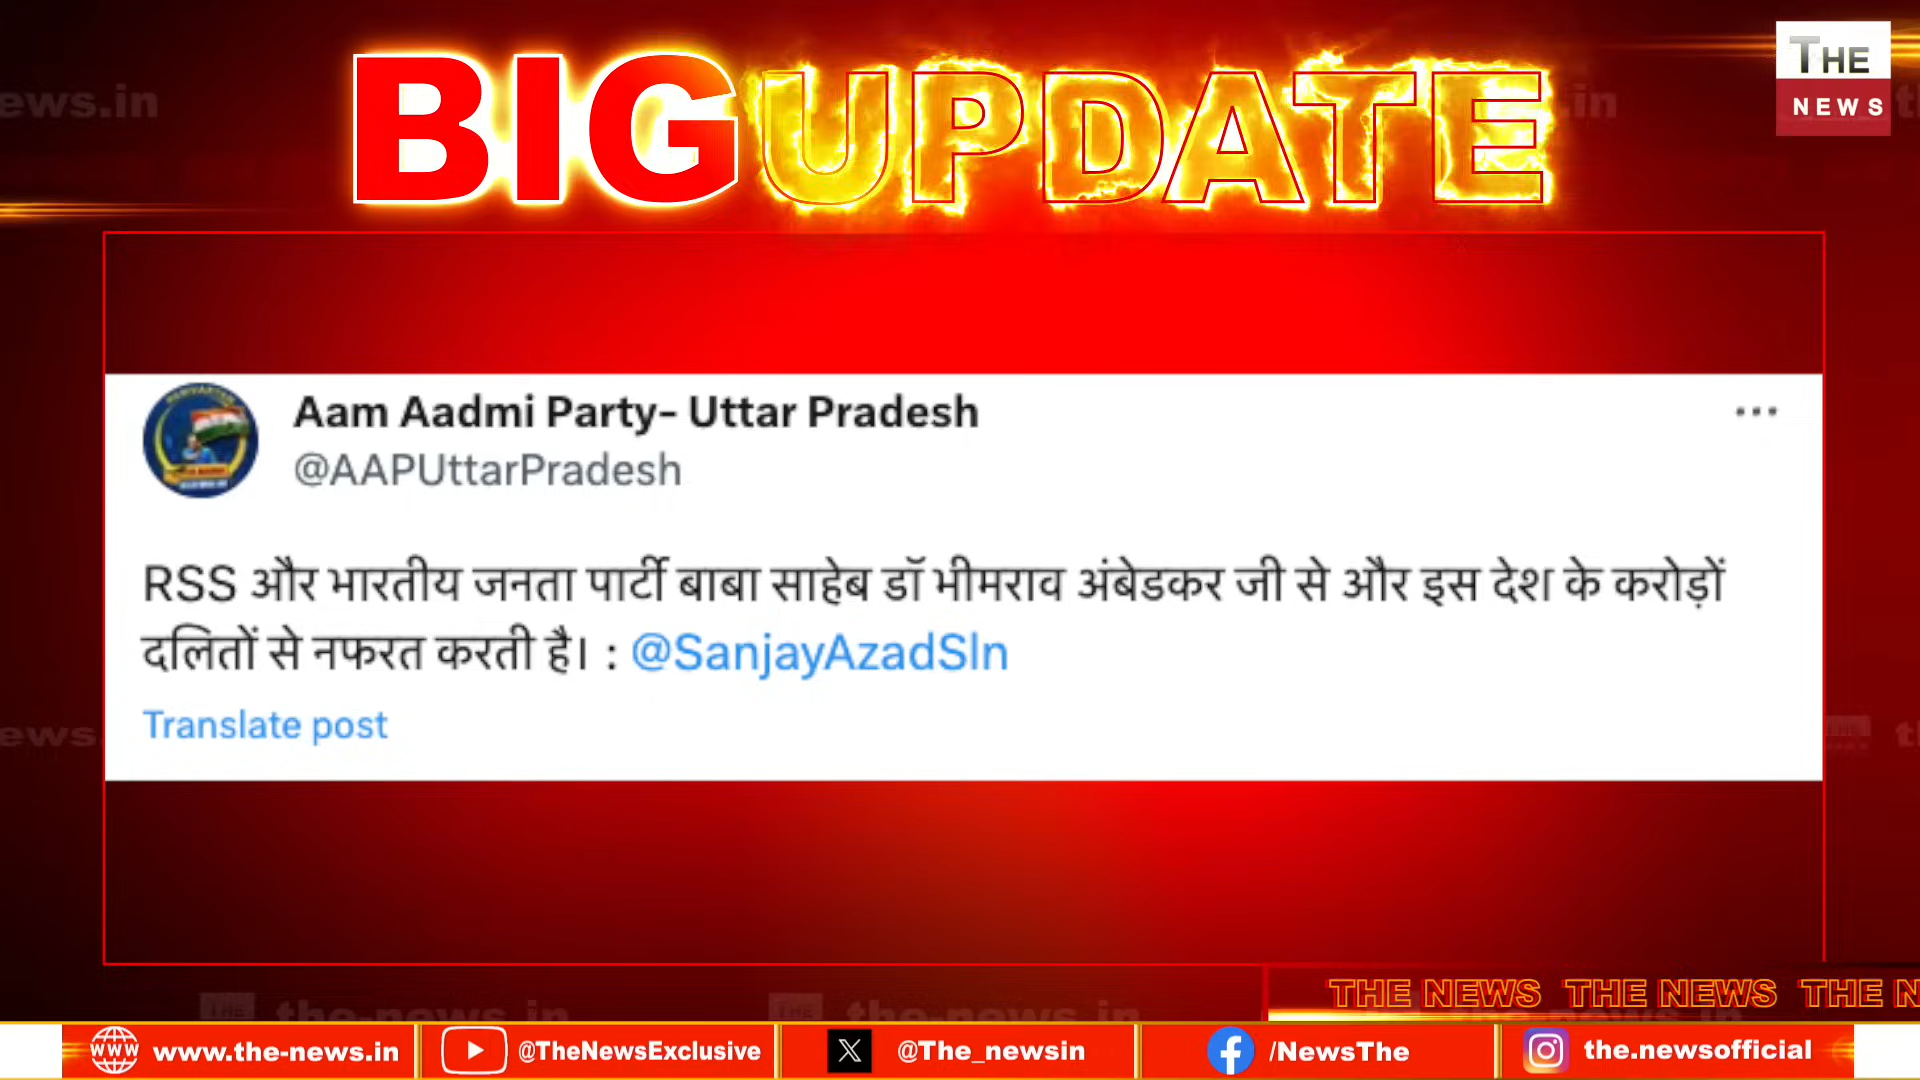 BIG UPDATE
THE
NEWS
Aam Aadmi Party- Uttar Pradesh
@AAPUttarPradesh
RSS और भारतीय जनता पार्टी बाबा साहेब डॉ भीमराव अंबेडकर जी से और इस देश के करोड़ों
दलितों से नफरत करती है। : @SanjayAzadSln
Translate post
THE NEWS THE NEWS THE N
www www.the-news.in @TheNewsExclusive @The_newsin /NewsThe the.newsofficial